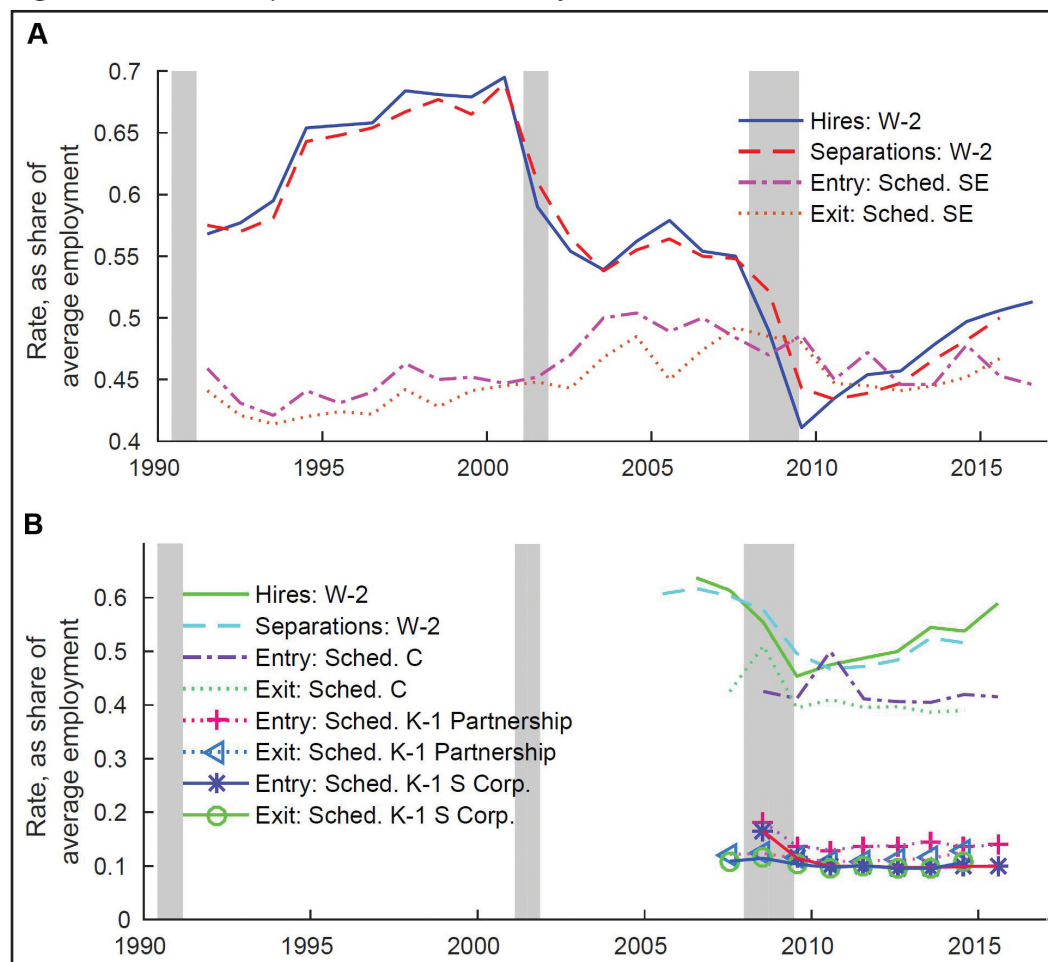 A
Rate, as share of
average employment
0.7
0.65
0.6
0.55
0.5
0.45
0.4
Hires: W-2
Separations: W-2
Entry: Sched. SE
Exit: Sched. SE
1990
1995
2000
2005
2010
2015
B
Rate, as share of
average employment
0.6
0.5
0.4
0.3
0.2
0.1
0
Hires: W-2
Separations: W-2
Entry: Sched. C
Exit: Sched. C
Entry: Sched. K-1 Partnership
Exit: Sched. K-1 Partnership
Entry: Sched. K-1 S Corp.
Exit: Sched. K-1 S Corp.
1990
1995
2000
2005
2010
2015